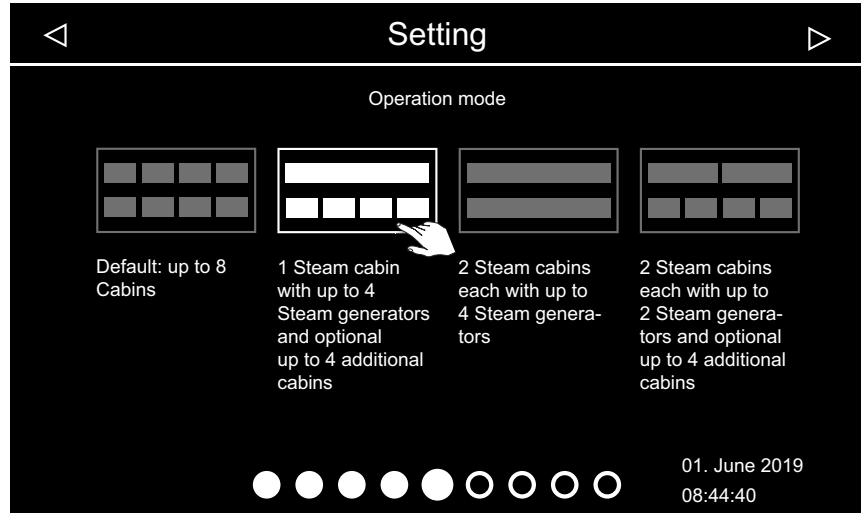 Setting
Operation mode
Default: up to 8
Cabins
1 Steam cabin
with up to 4
Steam generators
and optional
up to 4 additional
cabins
2 Steam cabins
each with up to
4 Steam genera-
tors
2 Steam cabins
each with up to
2 Steam genera-
tors and optional
up to 4 additional
cabins
01. June 2019
08:44:40